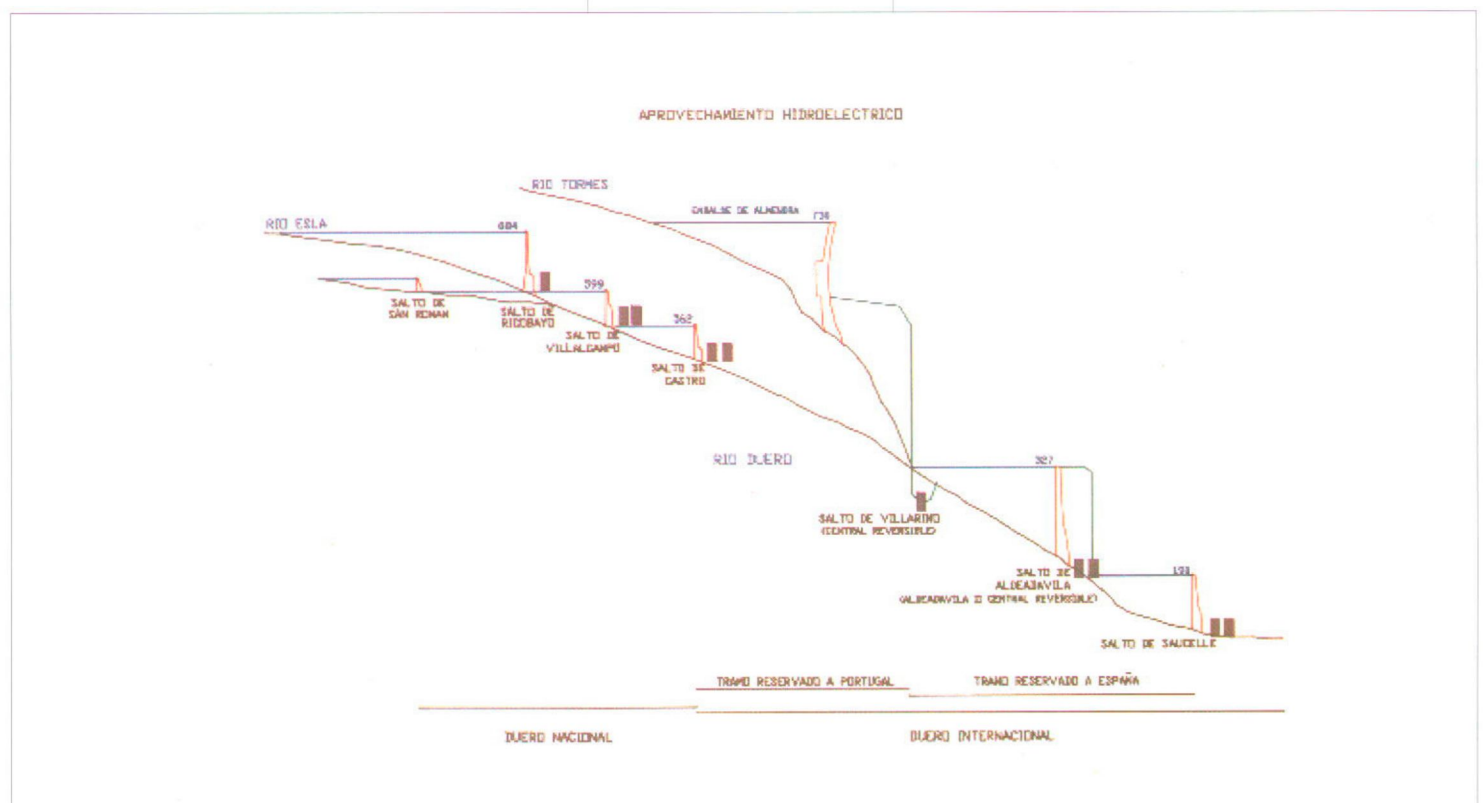 APROVECHAMIENTO HIDROELECTRICO
RIO TORMES
EMBALSE DE ALMENDRA
RIO ESLA
684
399
SALTO DE
SAN ROMAN
SALTO DE
RICOBAYO
362
SALTO DE
VILLALCAMPO
SALTO DE
CASTRO
RIO DUERO
327
SALTO DE VILLARINO
(CENTRAL REVERSIBLE)
SALTO DE
ALDEADAVILA
(ALDEADAVILA II CENTRAL REVERSIBLE)
SALTO DE SAUCELLE
TRAMO RESERVADO A PORTUGAL
TRAMO RESERVADO A ESPAÑA
DUERO NACIONAL
DUERO INTERNACIONAL